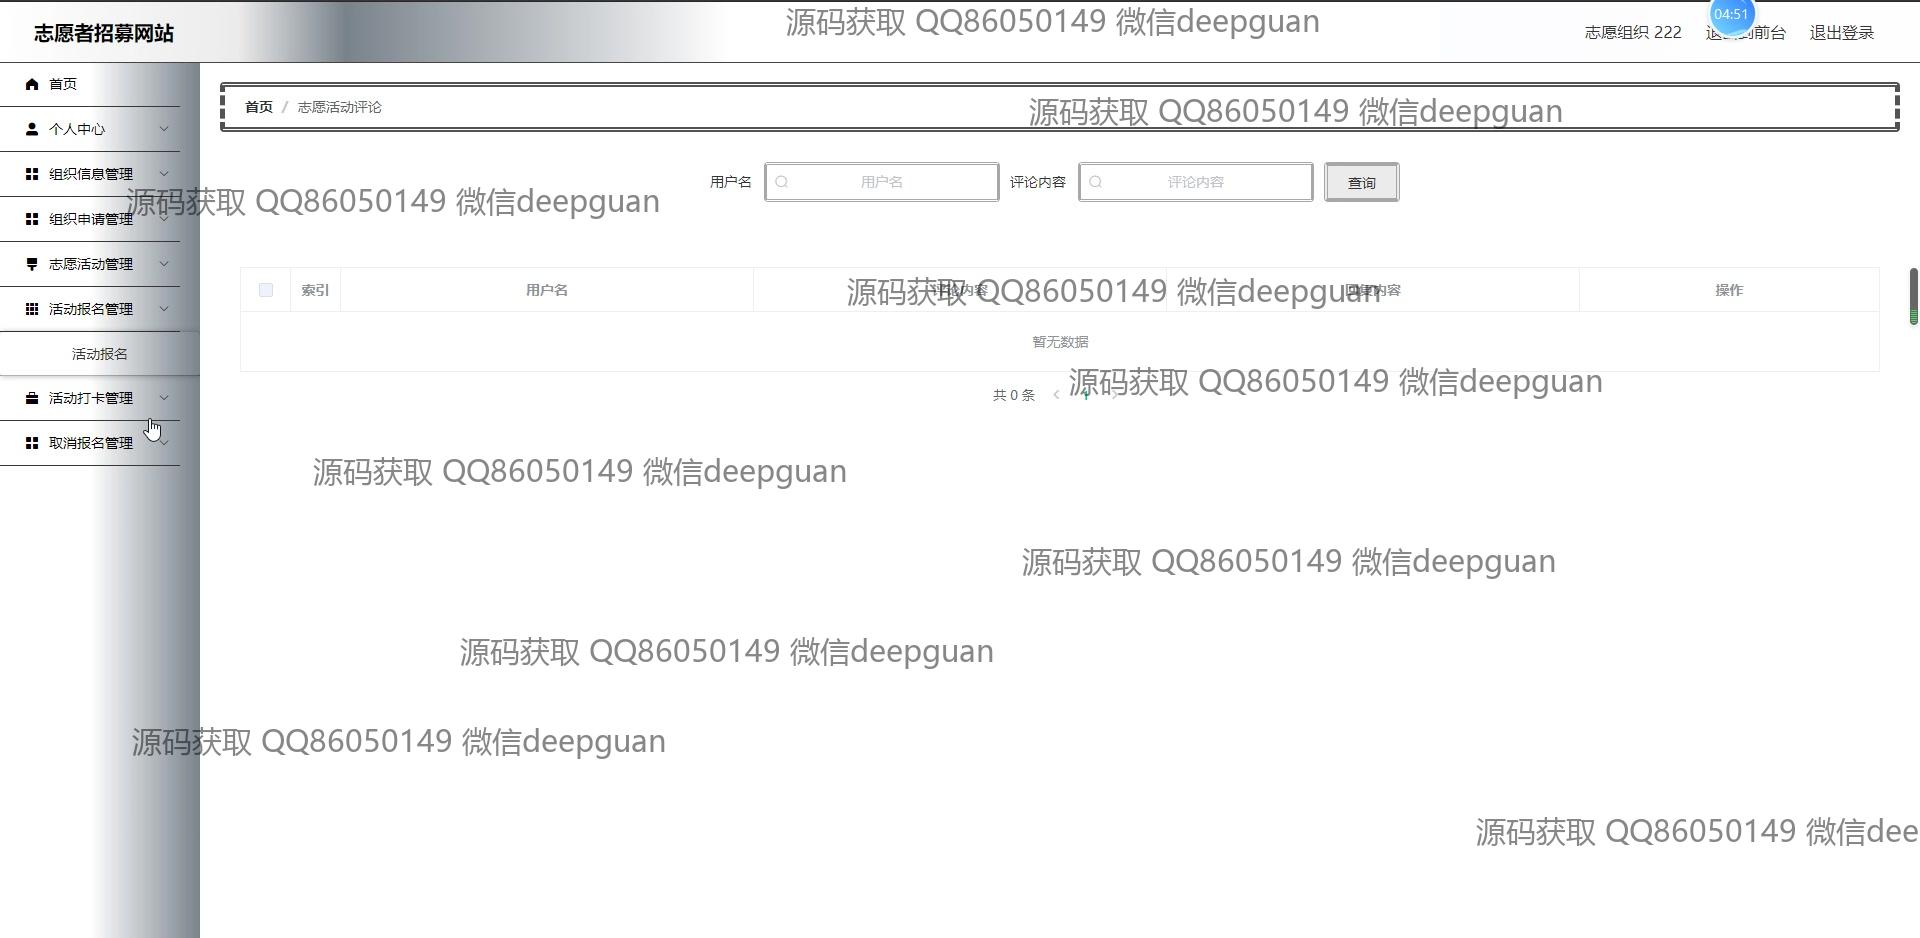 志愿者招募网站
源码获取 QQ86050149 微信deepguan
志愿组织 222
04:51
退出到前台
退出登录
首页
个人中心
组织信息管理
组织申请管理
志愿活动管理
活动报名管理
活动报名
活动打卡管理
取消报名管理
首页 / 志愿活动评论
源码获取 QQ86050149 微信deepguan
用户名
用户名
评论内容
评论内容
查询
源码获取 QQ86050149 微信deepguan
索引
用户名
评论内容
回复内容
操作
源码获取 QQ86050149 微信deepguan
暂无数据
共 0 条
1
源码获取 QQ86050149 微信deepguan
源码获取 QQ86050149 微信deepguan
源码获取 QQ86050149 微信deepguan
源码获取 QQ86050149 微信deepguan
源码获取 QQ86050149 微信deepguan
源码获取 QQ86050149 微信dee